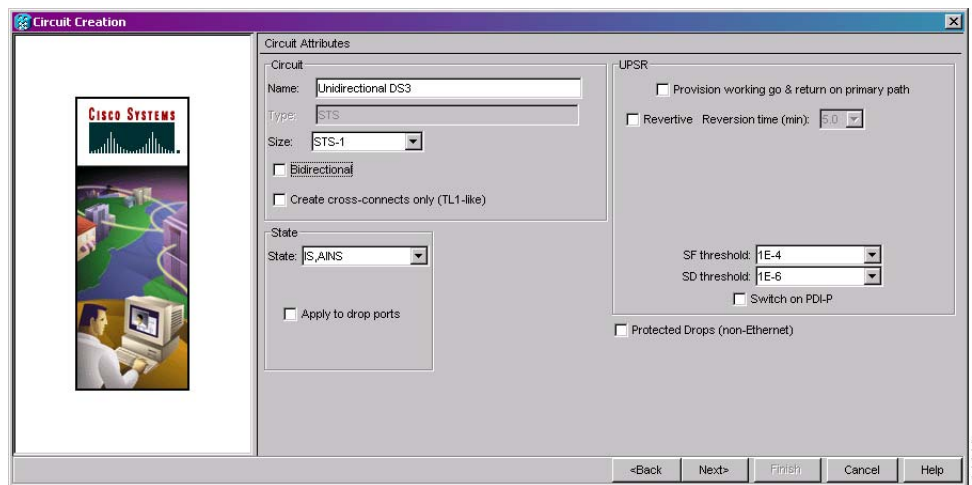 Circuit Creation
CISCO SYSTEMS
Circuit Attributes
Circuit
Name: Unidirectional DS3
Type: STS
Size: STS-1
Bidirectional
Create cross-connects only (TL1-like)
State
State: IS,AINS
Apply to drop ports
UPSR
Provision working go & return on primary path
Revertive Reversion time (min): 5.0
SF threshold: 1E-4
SD threshold: 1E-6
Switch on PDI-P
Protected Drops (non-Ethernet)
<Back Next> Finish Cancel Help